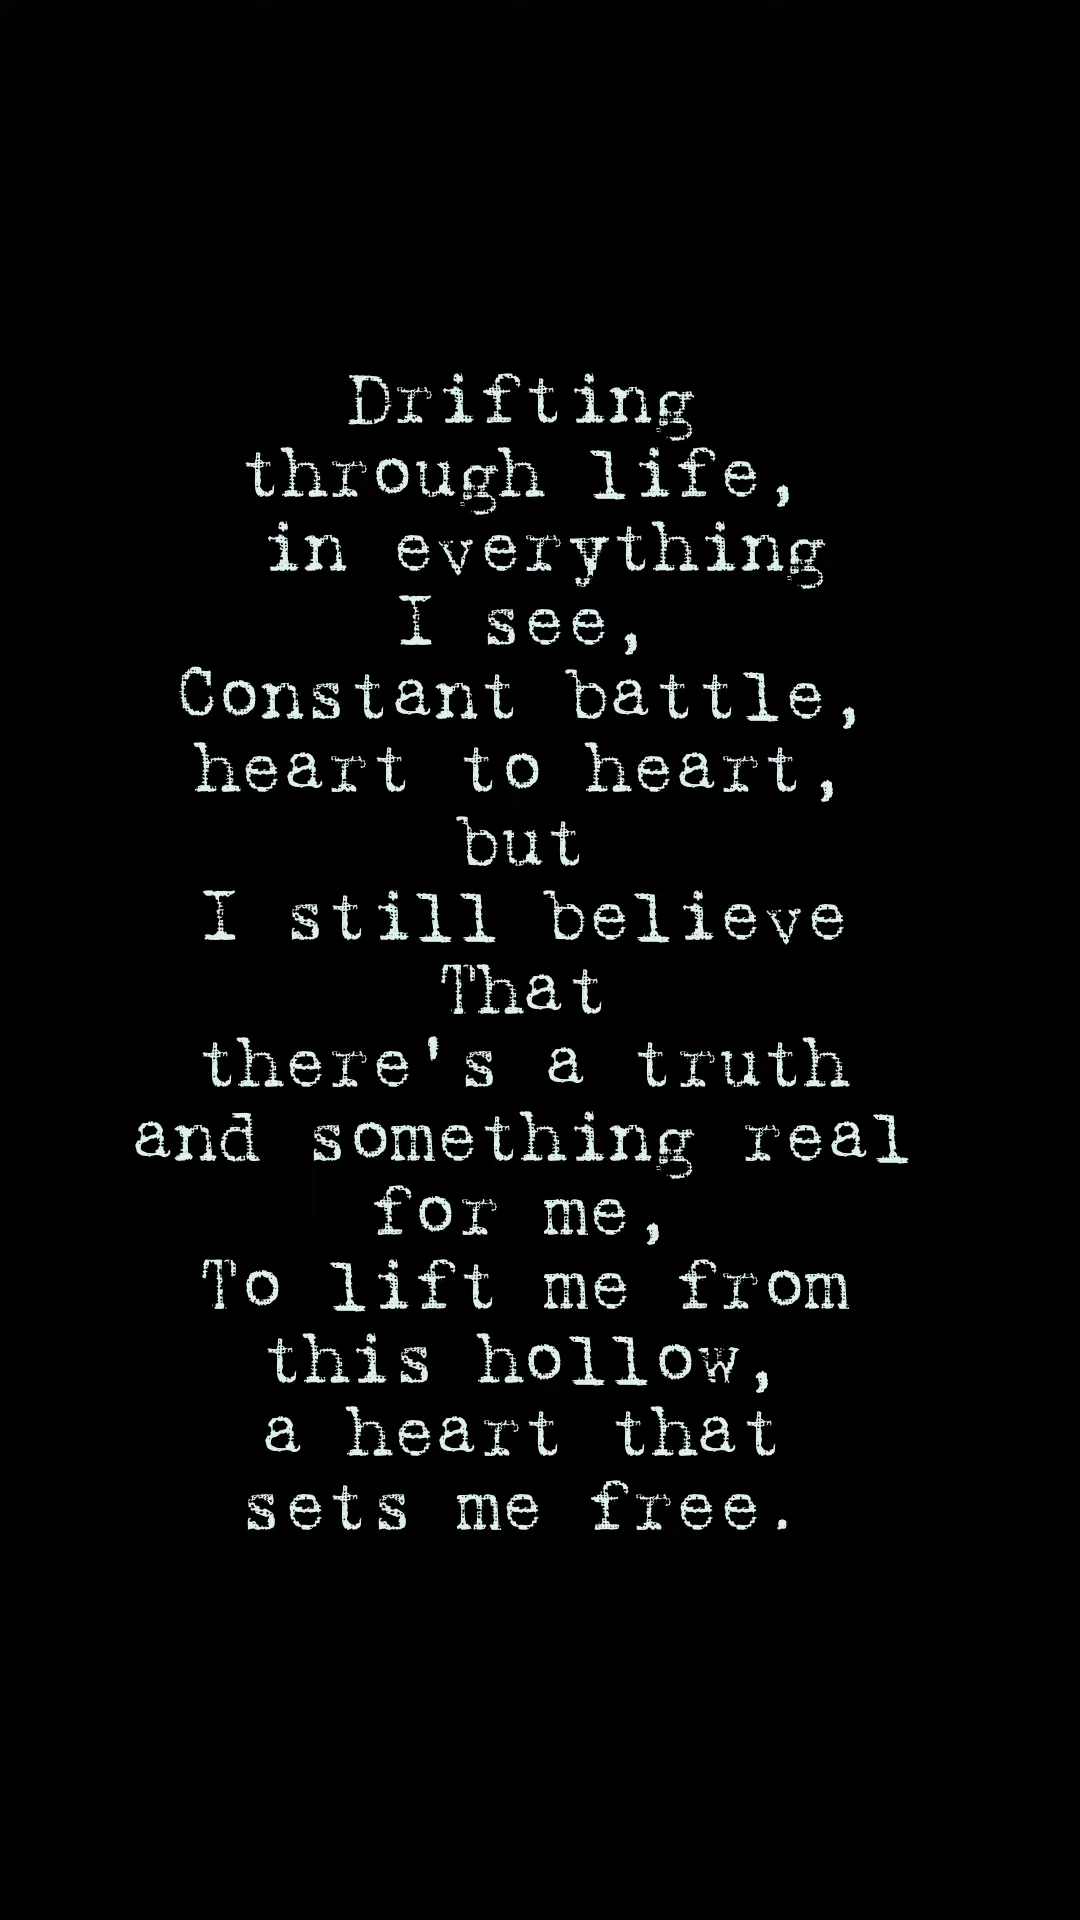 Drifting
through life,
in everything
I see,
Constant battle,
heart to heart,
but
I still believe
That
there's a truth
and something real
for me,
To lift me from
this hollow,
a heart that
sets me free.